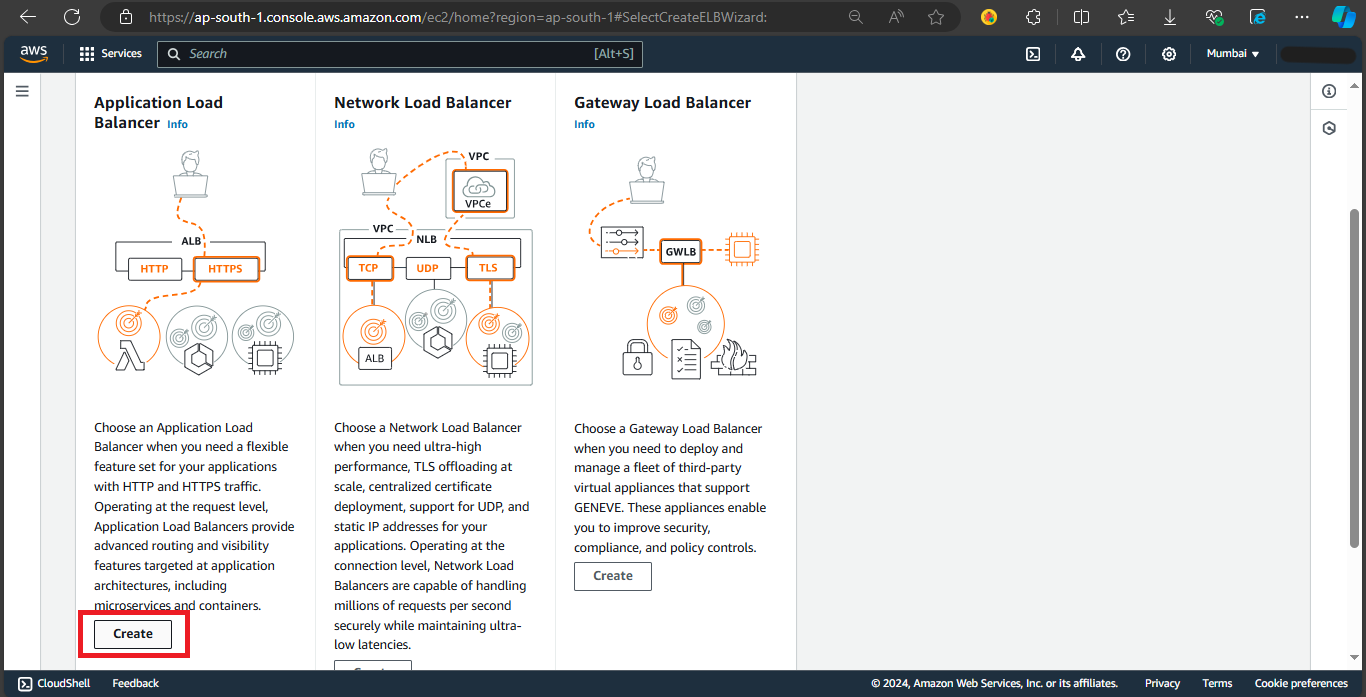 https://ap-south-1.console.aws.amazon.com/ec2/home?region=ap-south-1#SelectCreateELBWizard:
aws
Services
Search
[Alt+S]
Mumbai
Application Load
Balancer Info
ALB
HTTP
HTTPS
Choose an Application Load
Balancer when you need a flexible
feature set for your applications
with HTTP and HTTPS traffic.
Operating at the request level,
Application Load Balancers provide
advanced routing and visibility
features targeted at application
architectures, including
microservices and containers.
Create
Network Load Balancer
Info
VPC
VPCe
VPC
NLB
TCP
UDP
TLS
ALB
Choose a Network Load Balancer
when you need ultra-high
performance, TLS offloading at
scale, centralized certificate
deployment, support for UDP, and
static IP addresses for your
applications. Operating at the
connection level, Network Load
Balancers are capable of handling
millions of requests per second
securely while maintaining ultra-
low latencies.
Gateway Load Balancer
Info
GWLB
Choose a Gateway Load Balancer
when you need to deploy and
manage a fleet of third-party
virtual appliances that support
GENEVE. These appliances enable
you to improve security,
compliance, and policy controls.
Create
CloudShell
Feedback
© 2024, Amazon Web Services, Inc. or its affiliates.
Privacy
Terms
Cookie preferences